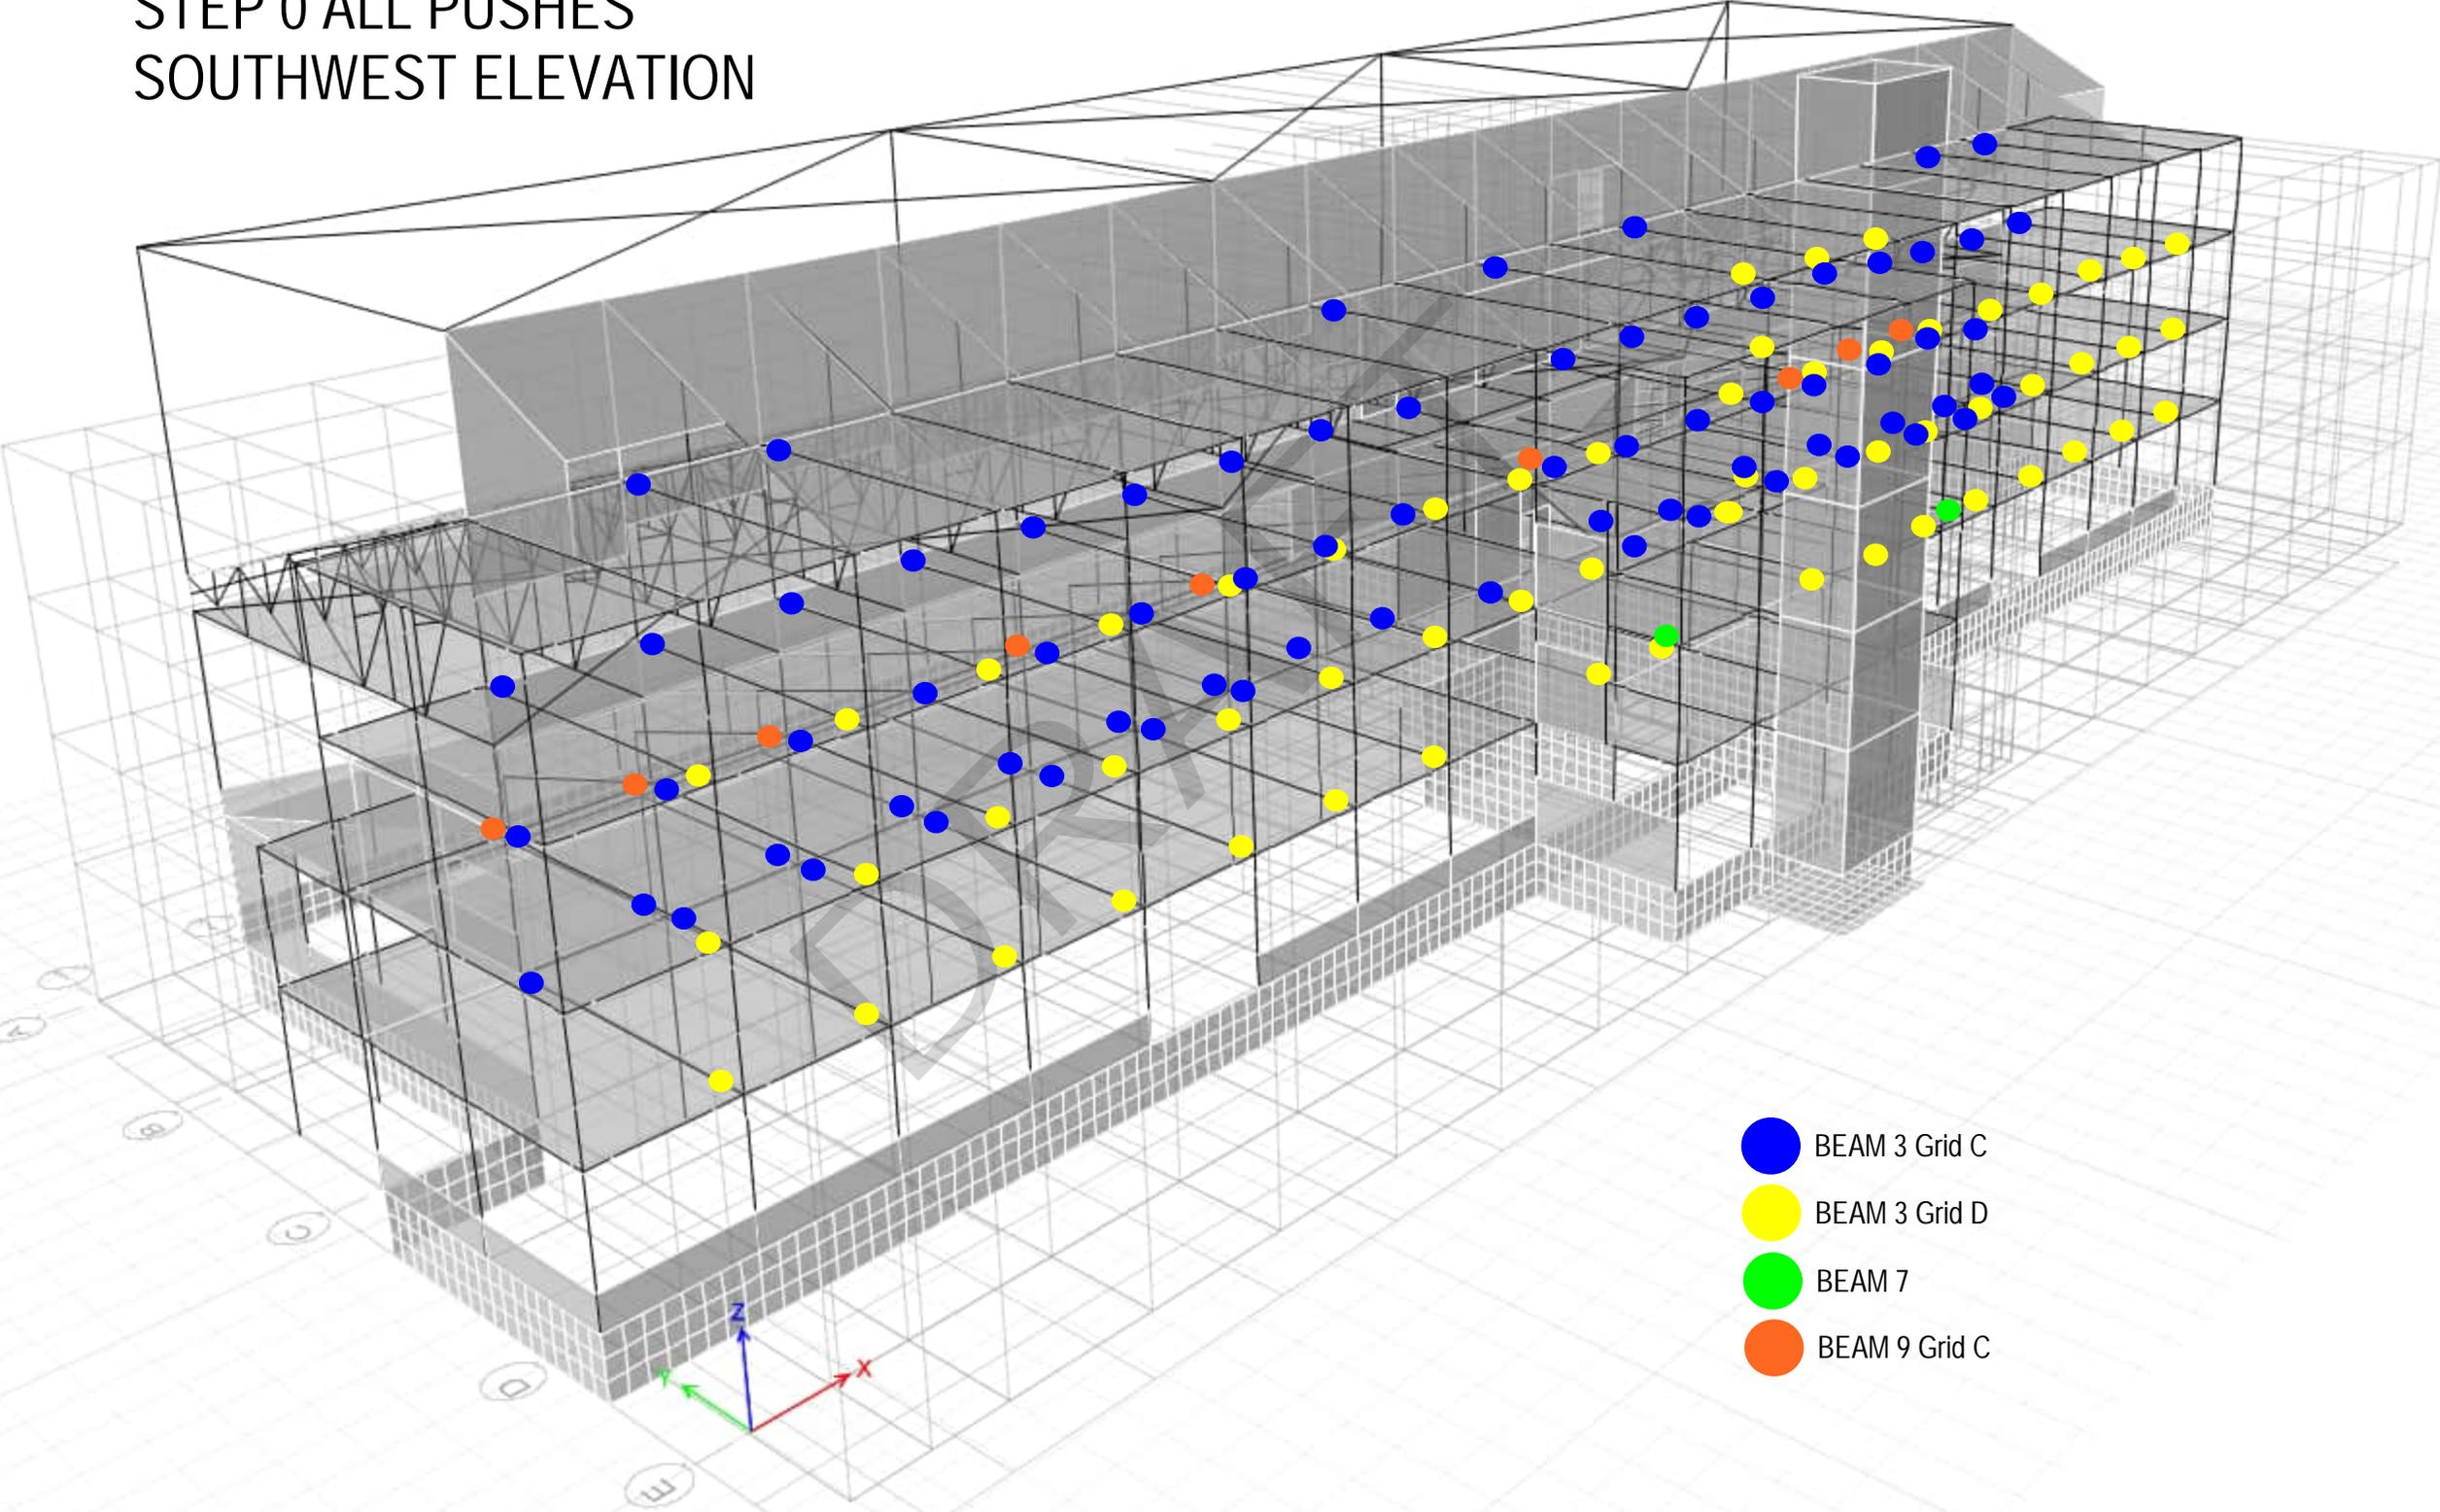 STEP 0 ALL PUSHES
SOUTHWEST ELEVATION
DRAFT
A
B
C
D
E
Z
Y
X
BEAM 3 Grid C
BEAM 3 Grid D
BEAM 7
BEAM 9 Grid C